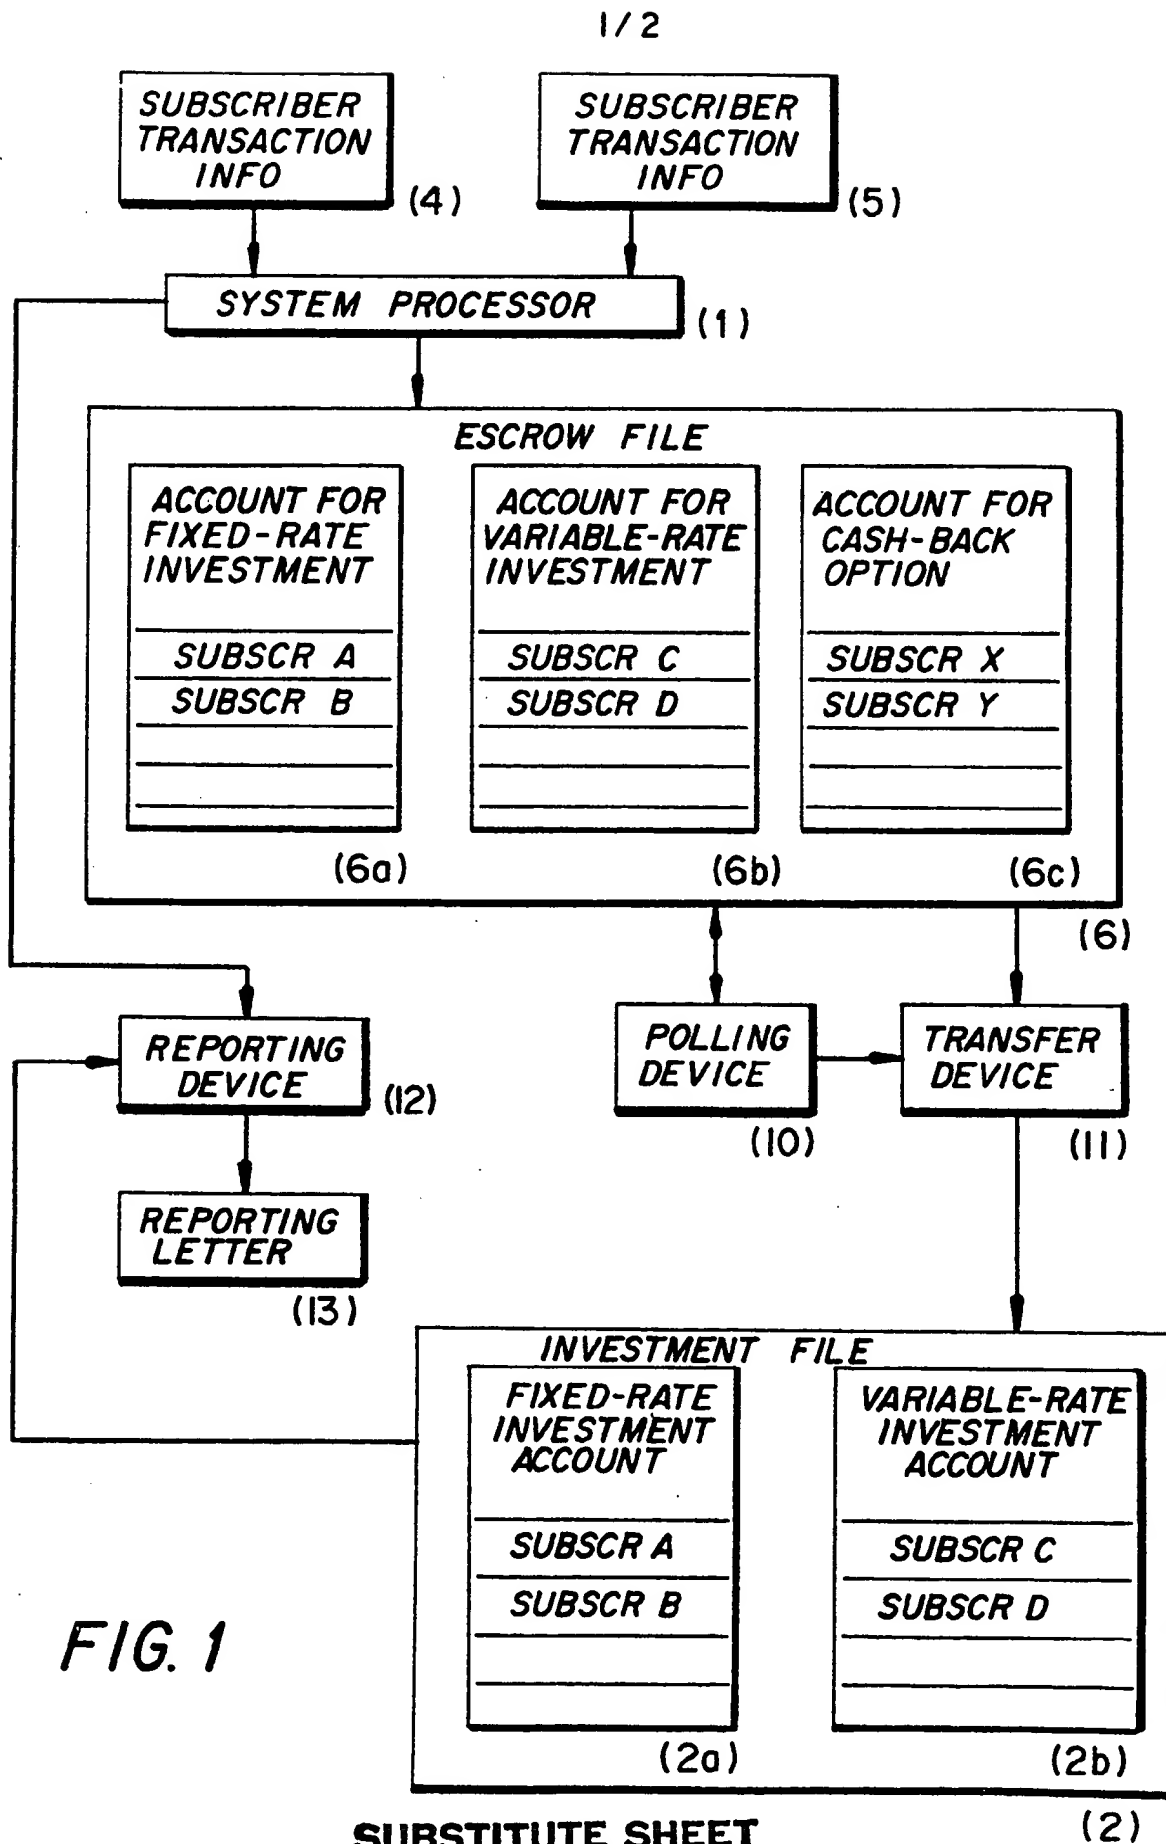 1/2
SUBSCRIBER
TRANSACTION
INFO
(4)
SUBSCRIBER
TRANSACTION
INFO
(5)
SYSTEM PROCESSOR
(1)
ESCROW FILE
ACCOUNT FOR
FIXED-RATE
INVESTMENT
SUBSCR A
SUBSCR B
(6a)
ACCOUNT FOR
VARIABLE-RATE
INVESTMENT
SUBSCR C
SUBSCR D
(6b)
ACCOUNT FOR
CASH-BACK
OPTION
SUBSCR X
SUBSCR Y
(6c)
(6)
REPORTING
DEVICE
(12)
POLLING
DEVICE
(10)
TRANSFER
DEVICE
(11)
REPORTING
LETTER
(13)
INVESTMENT FILE
FIXED-RATE
INVESTMENT
ACCOUNT
SUBSCR A
SUBSCR B
(2a)
VARIABLE-RATE
INVESTMENT
ACCOUNT
SUBSCR C
SUBSCR D
(2b)
(2)
FIG. 1
SUBSTITUTE SHEET